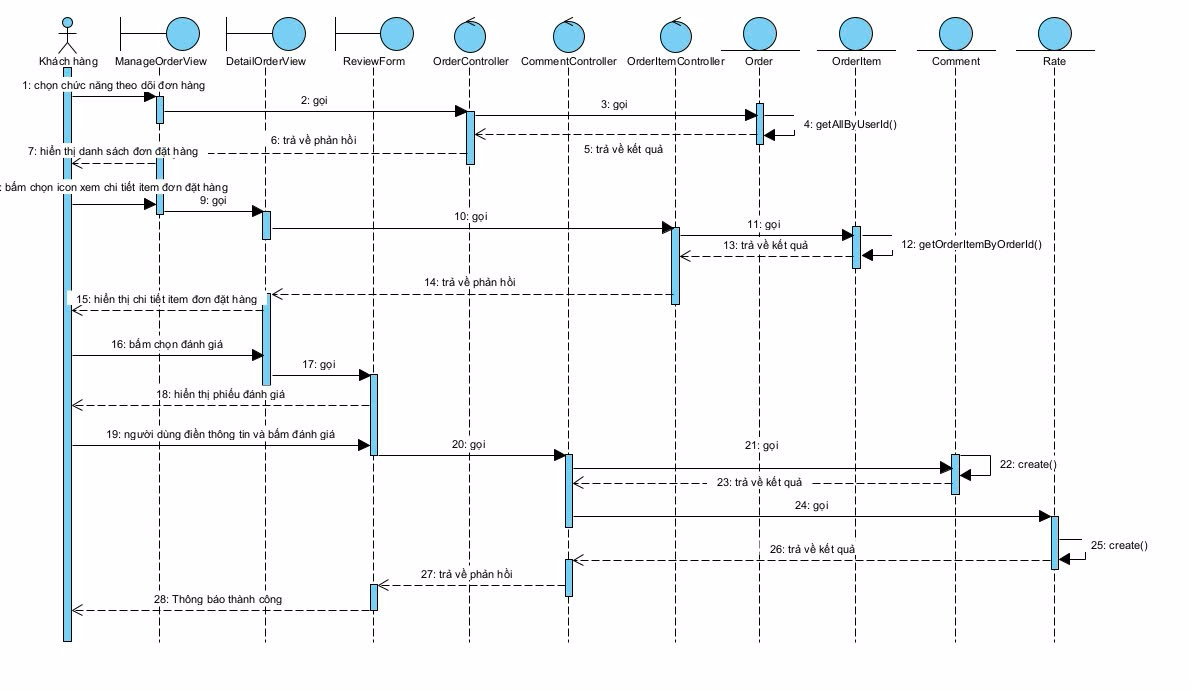 Khách hàng
ManageOrderView
DetailOrderView
ReviewForm
OrderController
CommentController
OrderItemController
Order
OrderItem
Comment
Rate
1: chọn chức năng theo dõi đơn hàng
2: gọi
3: gọi
4: getAllByUserId()
5: trả về kết quả
6: trả về phản hồi
7: hiển thị danh sách đơn đặt hàng
: bấm chọn icon xem chi tiết item đơn đặt hàng
9: gọi
10: gọi
11: gọi
12: getOrderItemByOrderId()
13: trả về kết quả
14: trả về phản hồi
15: hiển thị chi tiết item đơn đặt hàng
16: bấm chọn đánh giá
17: gọi
18: hiển thị phiếu đánh giá
19: người dùng điền thông tin và bấm đánh giá
20: gọi
21: gọi
22: create()
23: trả về kết quả
24: gọi
25: create()
26: trả về kết quả
27: trả về phản hồi
28: Thông báo thành công